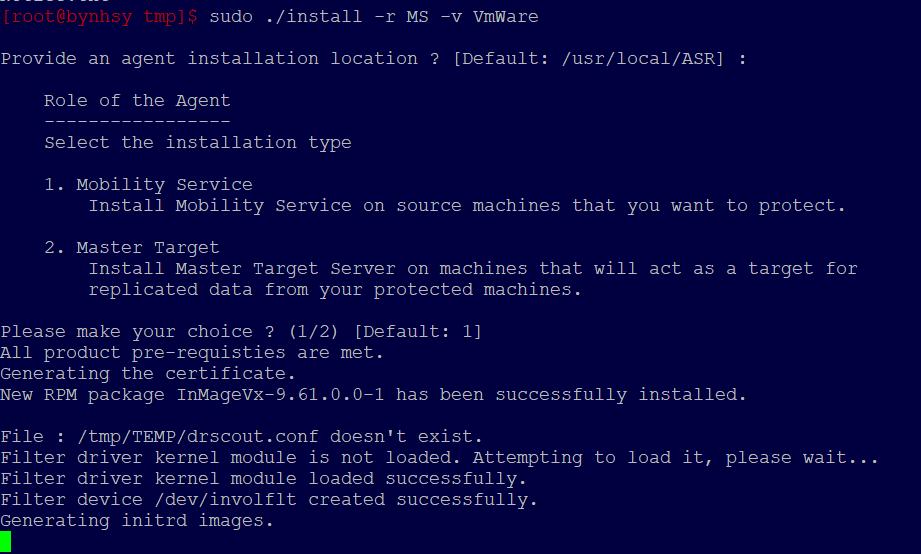 [root@bynhsy tmp]$ sudo ./install -r MS -v VmWare
Provide an agent installation location ? [Default: /usr/local/ASR] :
Role of the Agent
-----------------
Select the installation type
1. Mobility Service
Install Mobility Service on source machines that you want to protect.
2. Master Target
Install Master Target Server on machines that will act as a target for
replicated data from your protected machines.
Please make your choice ? (1/2) [Default: 1]
All product pre-requisties are met.
Generating the certificate.
New RPM package InMageVx-9.61.0.0-1 has been successfully installed.
File : /tmp/TEMP/drscout.conf doesn't exist.
Filter driver kernel module is not loaded. Attempting to load it, please wait...
Filter driver kernel module loaded successfully.
Filter device /dev/involflt created successfully.
Generating initrd images.